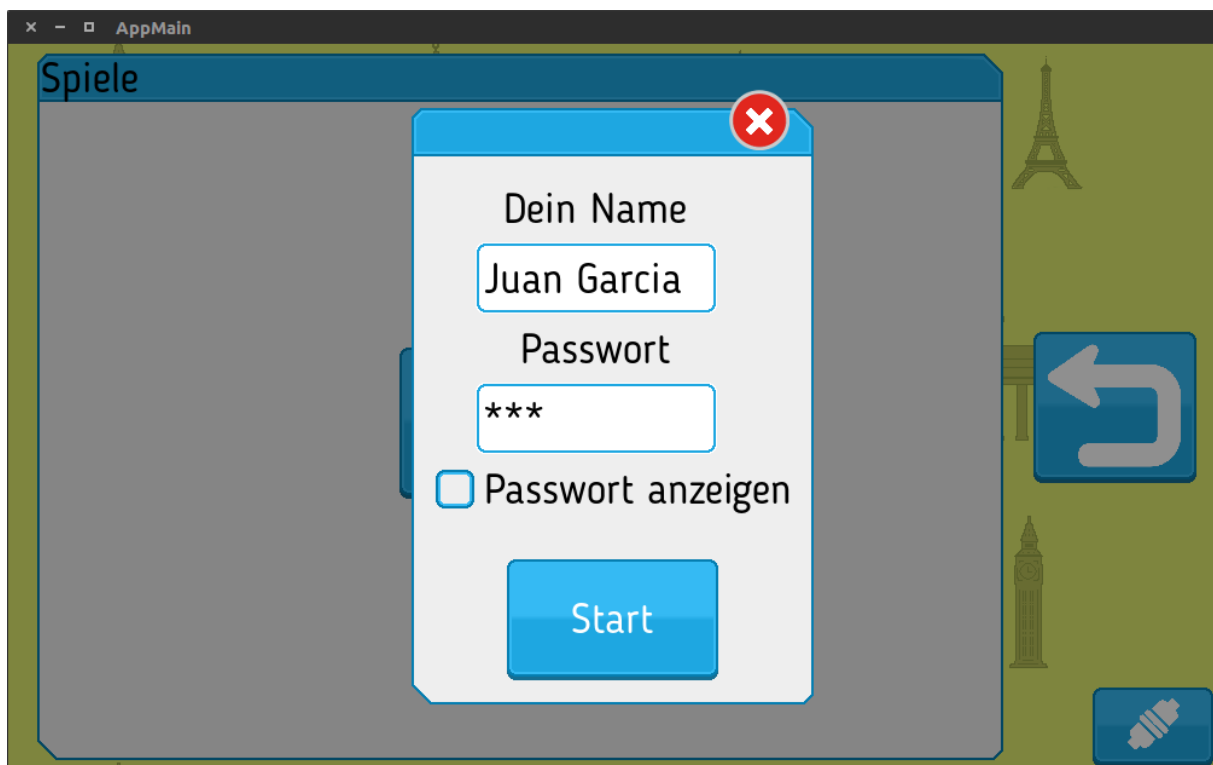 AppMain
Spiele
Dein Name
Juan Garcia
Passwort
***
Passwort anzeigen
Start